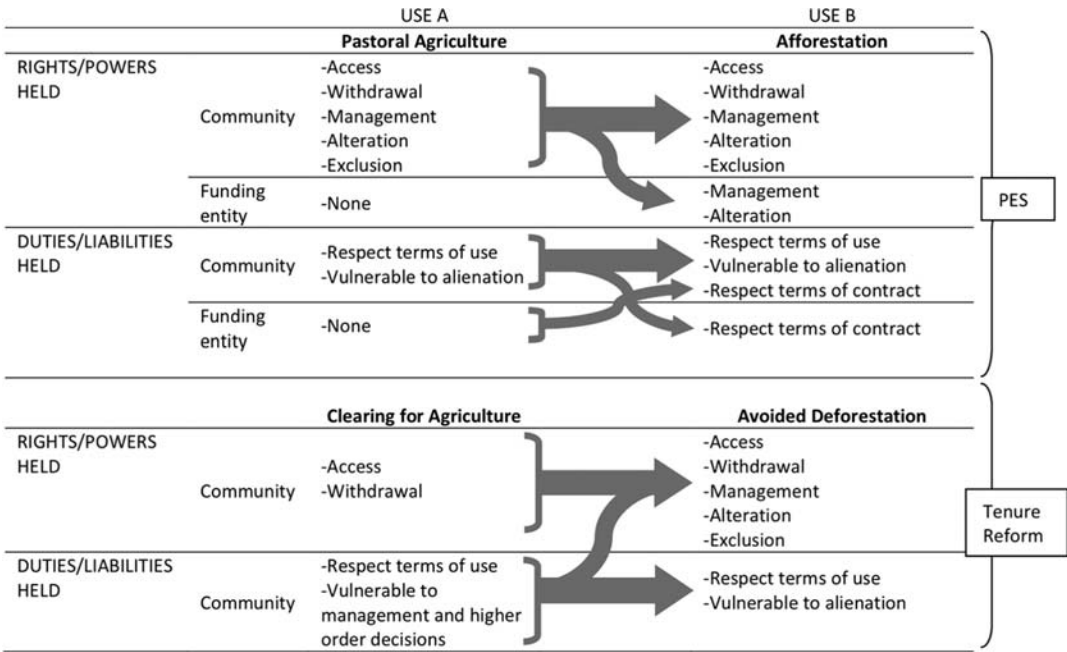 USE A USE B
Pastoral Agriculture Afforestation
RIGHTS/POWERS
HELD
Community
-Access
-Withdrawal
-Management
-Alteration
-Exclusion
-Access
-Withdrawal
-Management
-Alteration
-Exclusion
Funding
entity
-None
-Management
-Alteration
DUTIES/LIABILITIES
HELD
Community
-Respect terms of use
-Vulnerable to alienation
-Respect terms of use
-Vulnerable to alienation
-Respect terms of contract
Funding
entity
-None
-Respect terms of contract
PES
Clearing for Agriculture Avoided Deforestation
RIGHTS/POWERS
HELD
Community
-Access
-Withdrawal
-Access
-Withdrawal
-Management
-Alteration
-Exclusion
DUTIES/LIABILITIES
HELD
Community
-Respect terms of use
-Vulnerable to
management and higher
order decisions
-Respect terms of use
-Vulnerable to alienation
Tenure
Reform